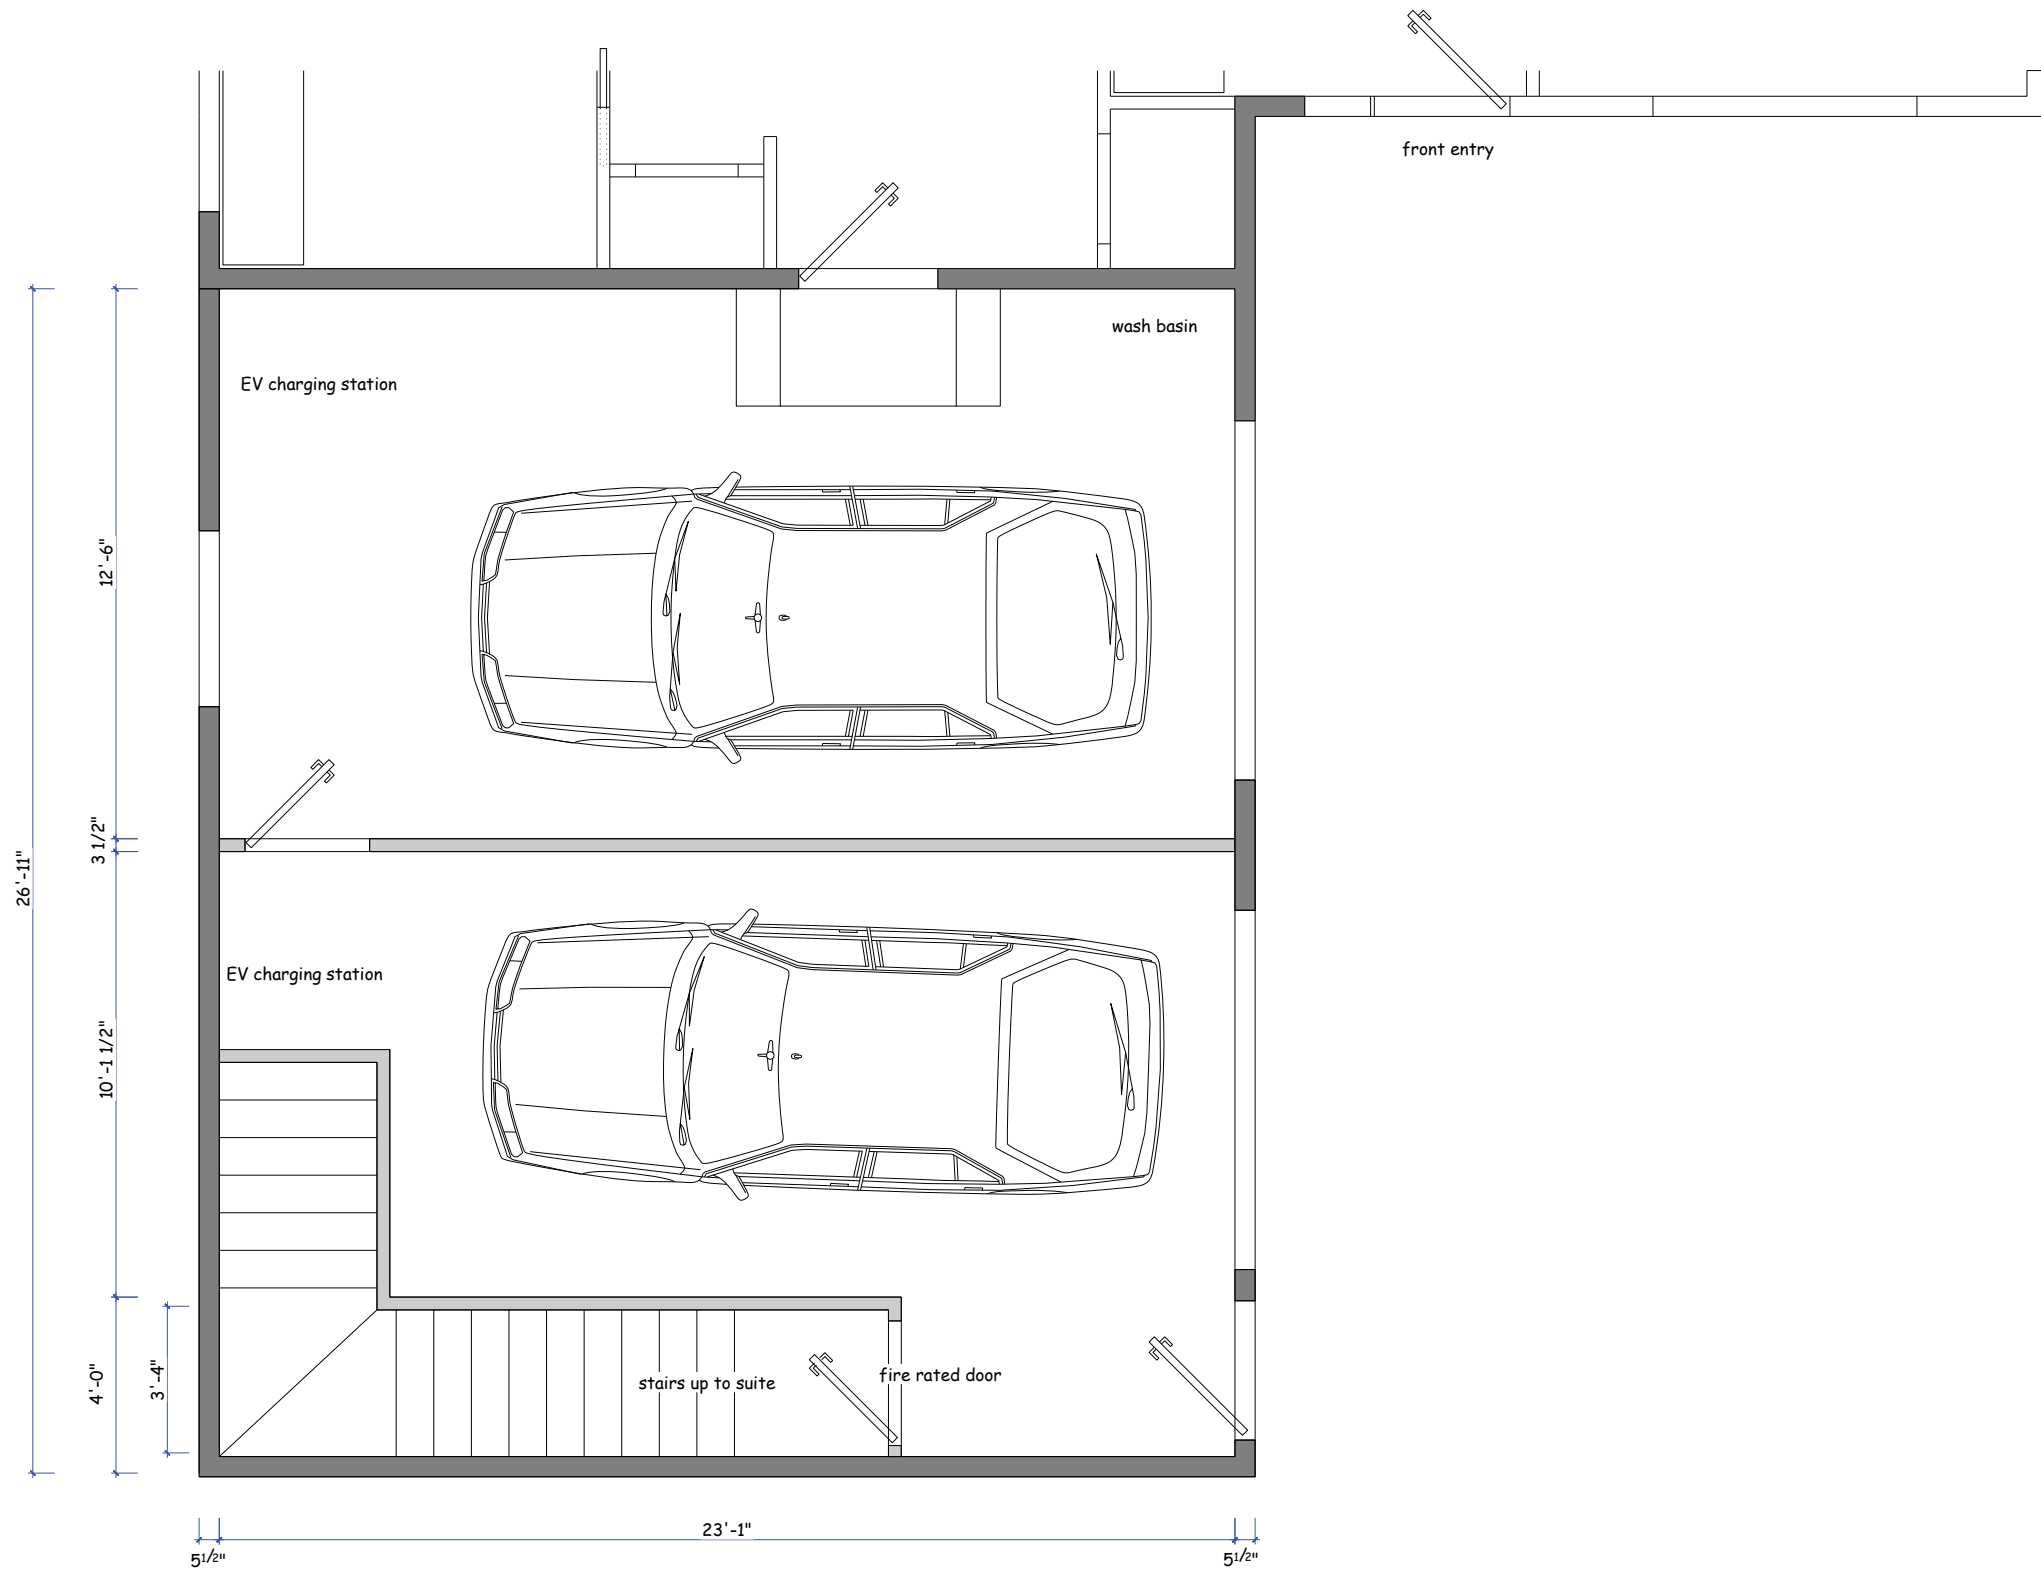 front entry
wash basin
EV charging station
12'-6"
3 1/2"
26'-11"
EV charging station
10'-1 1/2"
4'-0"
3'-4"
stairs up to suite
fire rated door
23'-1"
5 1/2"
5 1/2"